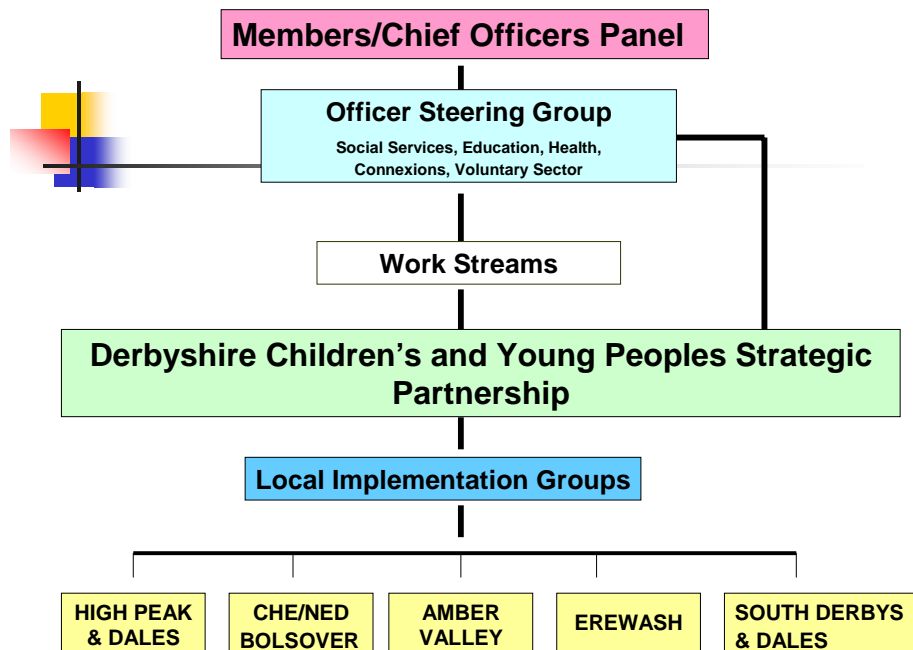 Members/Chief Officers Panel
Officer Steering Group
Social Services, Education, Health,
Connexions, Voluntary Sector
Work Streams
Derbyshire Children’s and Young Peoples Strategic
Partnership
Local Implementation Groups
HIGH PEAK
& DALES
CHE/NED
BOLSOVER
AMBER
VALLEY
EREWASH
SOUTH DERBYS
& DALES